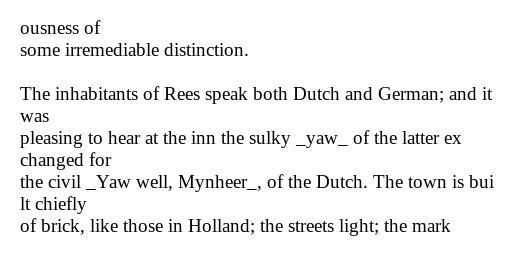 ousness of
some irremediable distinction.

The inhabitants of Rees speak both Dutch and German; and it
was
pleasing to hear at the inn the sulky _yaw_ of the latter ex
changed for
the civil _Yaw well, Mynheer_, of the Dutch. The town is bui
lt chiefly
of brick, like those in Holland; the streets light; the mark